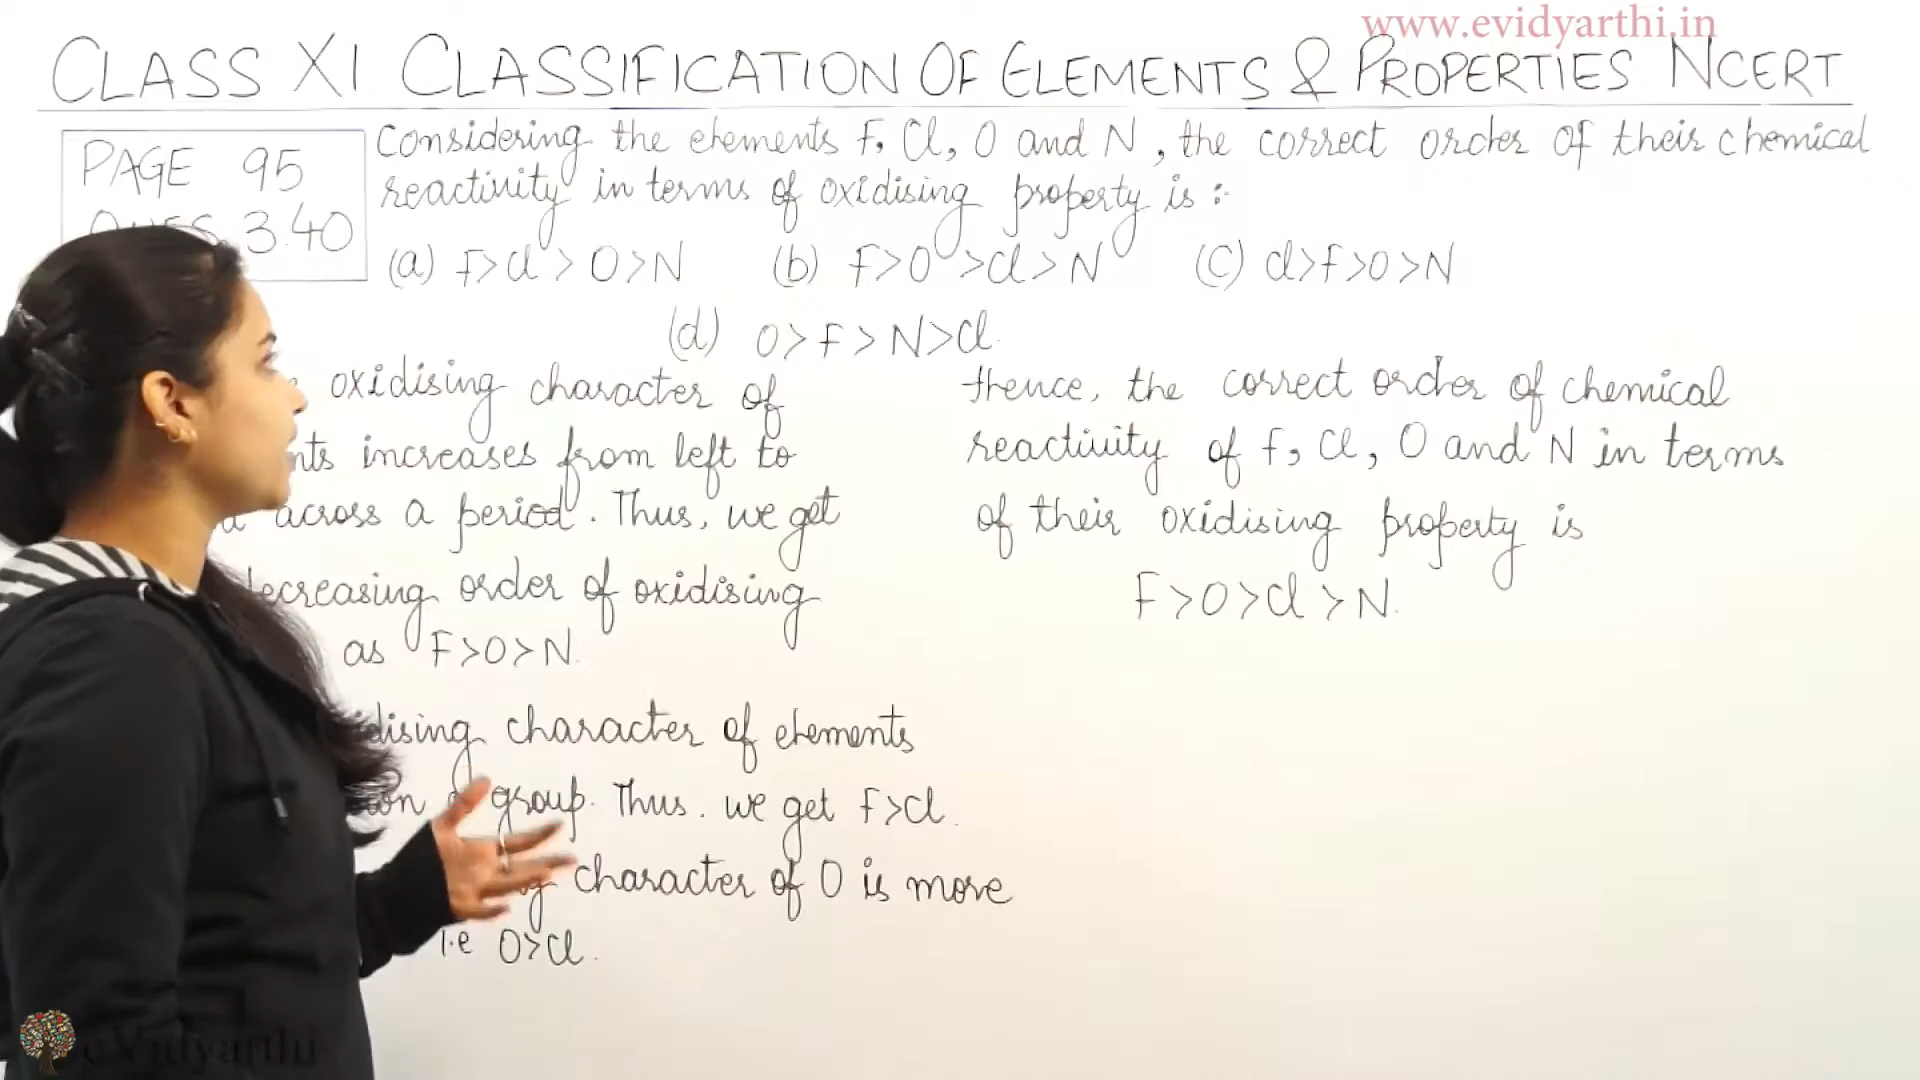 www.evidyarthi.in
CLASS XI CLASSIFICATION OF ELEMENTS & PROPERTIES NCERT
PAGE 95
QUES 3.40
Considering the elements F, Cl, O and N, the correct order of their chemical
reactivity in terms of oxidising property is :-
(a) F>Cl>O>N (b) F>O>Cl>N (c) Cl>F>O>N
(d) O>F>N>Cl.
oxidising character of
increases from left to
across a period. Thus, we get
decreasing order of oxidising
as F>O>N.
character of elements
group. Thus, we get F>Cl.
character of O is more
i.e O>Cl.
Hence, the correct order of chemical
reactivity of F, Cl, O and N in terms
of their oxidising property is
F>O>Cl>N.
eVidyarthi